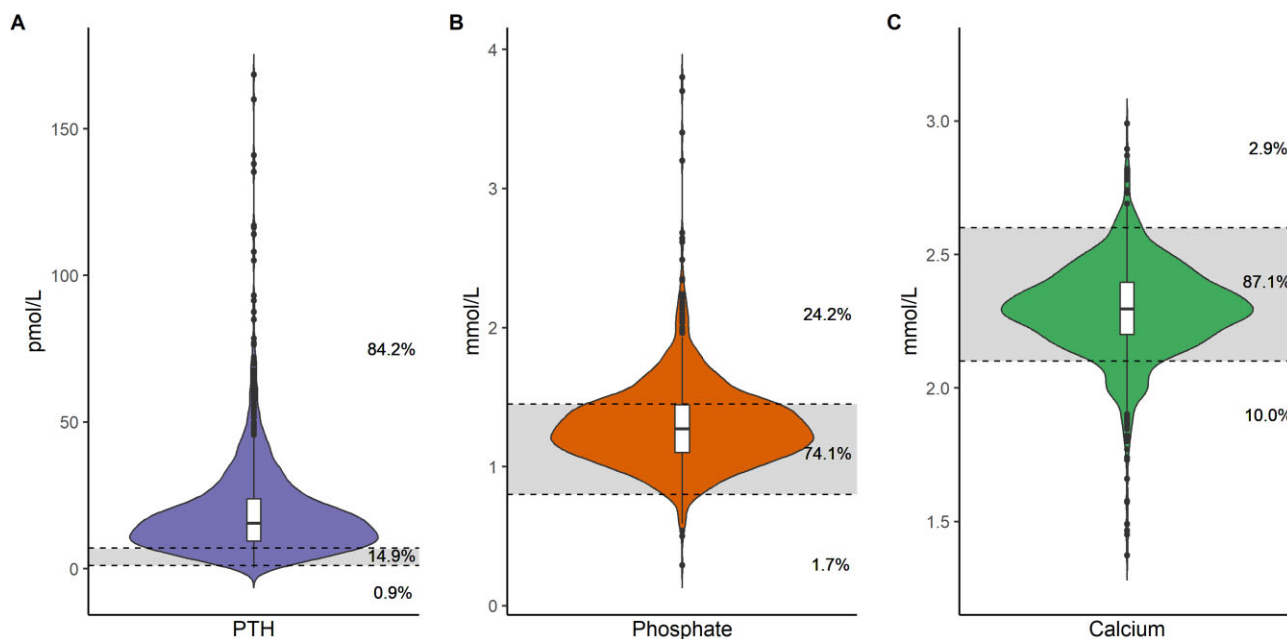 A
pmol/L
150
100
50
0
84.2%
14.9%
0.9%
PTH
B
mmol/L
4
3
2
1
0
24.2%
74.1%
1.7%
Phosphate
C
mmol/L
3.0
2.5
2.0
1.5
2.9%
87.1%
10.0%
Calcium